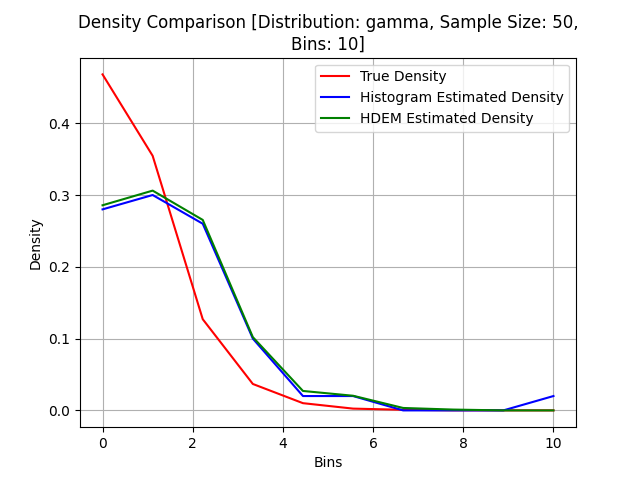 Density Comparison [Distribution: gamma, Sample Size: 50,
Bins: 10]
True Density
Histogram Estimated Density
HDEM Estimated Density
Density
0.4
0.3
0.2
0.1
0.0
0 2 4 6 8 10
Bins